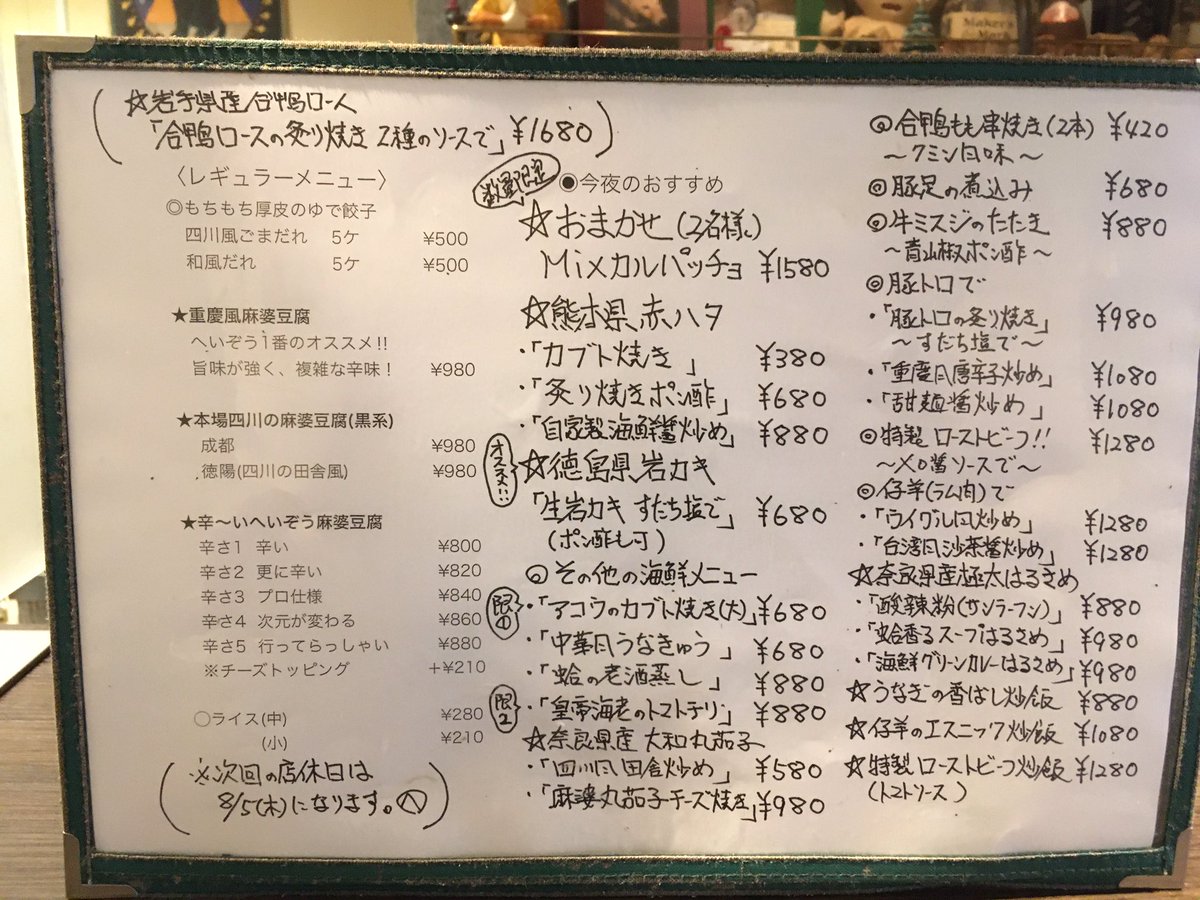 ☆岩手県産合鴨ロース
「合鴨ロースの炙り焼き 2種のソースで」 ¥1680
〈レギュラーメニュー〉
◎もちもち厚皮のゆで餃子
四川風ごまだれ 5ケ ¥500
和風だれ 5ケ ¥500
★重慶風麻婆豆腐
へいぞう1番のオススメ!!
旨味が強く、複雑な辛味! ¥980
★本場四川の麻婆豆腐(黒系)
成都 ¥980
徳陽(四川の田舎風) ¥980
★辛〜いへいぞう麻婆豆腐
辛さ1 辛い ¥800
辛さ2 更に辛い ¥820
辛さ3 プロ仕様 ¥840
辛さ4 次元が変わる ¥860
辛さ5 行ってらっしゃい ¥880
※チーズトッピング +¥210
○ライス(中) ¥280
(小) ¥210
※次回の店休日は
8/5(木)になります。
数量限定
●今夜のおすすめ
☆おまかせ(2名様〜)
Mixカルパッチョ ¥1580
☆熊本県赤ハタ
・「カブト焼き」 ¥380
・「炙り焼きポン酢」 ¥680
・「自家製海鮮醤炒め」 ¥880
オススメ!!
☆徳島県岩カキ
「生岩カキ すだち塩で」 ¥680
(ポン酢も可)
◎その他の海鮮メニュー
限1
・「アコウのカブト焼き(大)」 ¥680
・「中華風うなきゅう」 ¥680
・「蛤の老酒蒸し」 ¥880
限2
・「皇帝海老のトマトチリ」 ¥880
☆奈良県産 大和丸茄子
・「四川風田舎炒め」 ¥580
・「麻婆丸茄子チーズ焼き」 ¥980
◎合鴨もも串焼き(2本) ¥420
〜クミン風味〜
◎豚足の煮込み ¥680
◎牛ミスジのたたき ¥880
〜青山椒ポン酢〜
◎豚トロで
・「豚トロの炙り焼き」 ¥980
〜すだち塩で〜
・「重慶風唐辛子炒め」 ¥1080
・「甜麺醤炒め」 ¥1080
◎特製 ローストビーフ!! ¥1280
〜XO醤ソースで〜
◎仔羊(ラム肉)で
・「ウイグル風炒め」 ¥1280
・「台湾風沙茶醤炒め」 ¥1280
☆奈良県産極太はるさめ
・「酸辣粉(サンラーフン)」 ¥880
・「蛤香るスープはるさめ」 ¥980
・「海鮮グリーンカレーはるさめ」 ¥980
☆うなぎの香ばし炒飯 ¥880
☆仔羊のエスニック炒飯 ¥1080
☆特製 ローストビーフ炒飯 ¥1280
(トマトソース)
Maker's
Mark